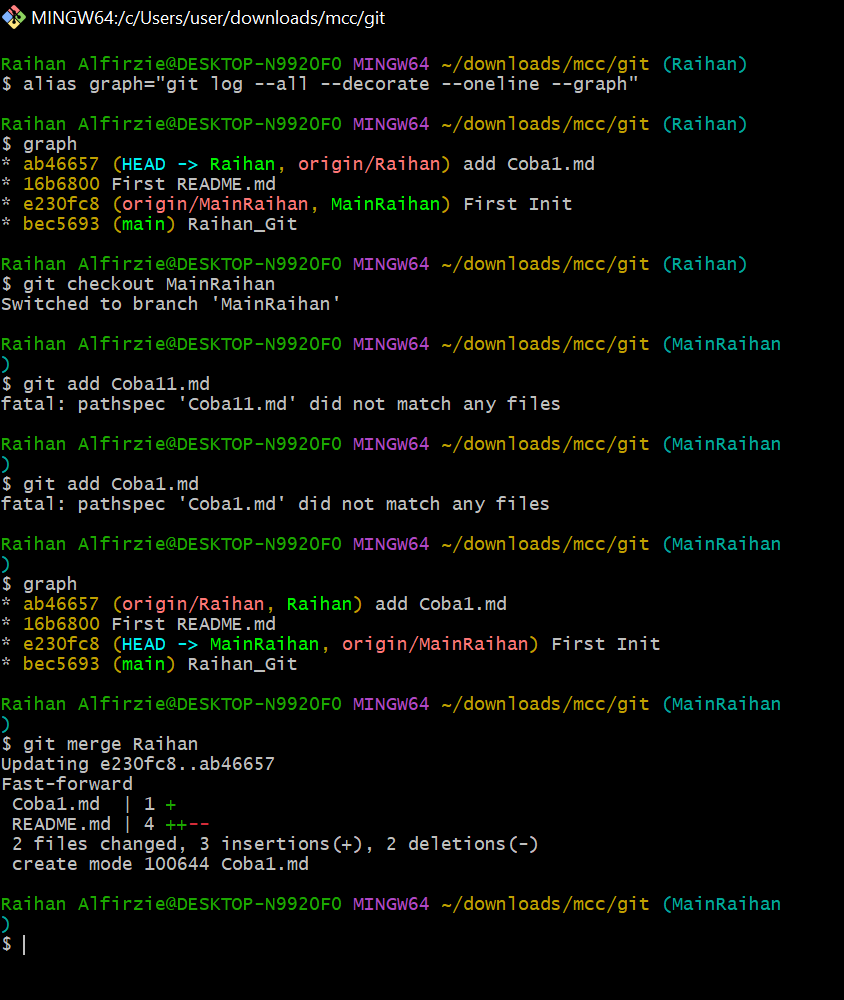 MINGW64:/c/Users/user/downloads/mcc/git
Raihan Alfirzie@DESKTOP-N992OF0 MINGW64 ~/downloads/mcc/git (Raihan)
$ alias graph="git log --all --decorate --oneline --graph"
Raihan Alfirzie@DESKTOP-N992OF0 MINGW64 ~/downloads/mcc/git (Raihan)
$ graph
* ab46657 (HEAD -> Raihan, origin/Raihan) add Coba1.md
* 16b6800 First README.md
* e230fc8 (origin/MainRaihan, MainRaihan) First Init
* bec5693 (main) Raihan_Git
Raihan Alfirzie@DESKTOP-N992OF0 MINGW64 ~/downloads/mcc/git (Raihan)
$ git checkout MainRaihan
Switched to branch 'MainRaihan'
Raihan Alfirzie@DESKTOP-N992OF0 MINGW64 ~/downloads/mcc/git (MainRaihan
)
$ git add Coba11.md
fatal: pathspec 'Coba11.md' did not match any files
Raihan Alfirzie@DESKTOP-N992OF0 MINGW64 ~/downloads/mcc/git (MainRaihan
)
$ git add Coba1.md
fatal: pathspec 'Coba1.md' did not match any files
Raihan Alfirzie@DESKTOP-N992OF0 MINGW64 ~/downloads/mcc/git (MainRaihan
)
$ graph
* ab46657 (origin/Raihan, Raihan) add Coba1.md
* 16b6800 First README.md
* e230fc8 (HEAD -> MainRaihan, origin/MainRaihan) First Init
* bec5693 (main) Raihan_Git
Raihan Alfirzie@DESKTOP-N992OF0 MINGW64 ~/downloads/mcc/git (MainRaihan
)
$ git merge Raihan
Updating e230fc8..ab46657
Fast-forward
 Coba1.md  | 1 +
 README.md | 4 ++--
 2 files changed, 3 insertions(+), 2 deletions(-)
 create mode 100644 Coba1.md
Raihan Alfirzie@DESKTOP-N992OF0 MINGW64 ~/downloads/mcc/git (MainRaihan
)
$